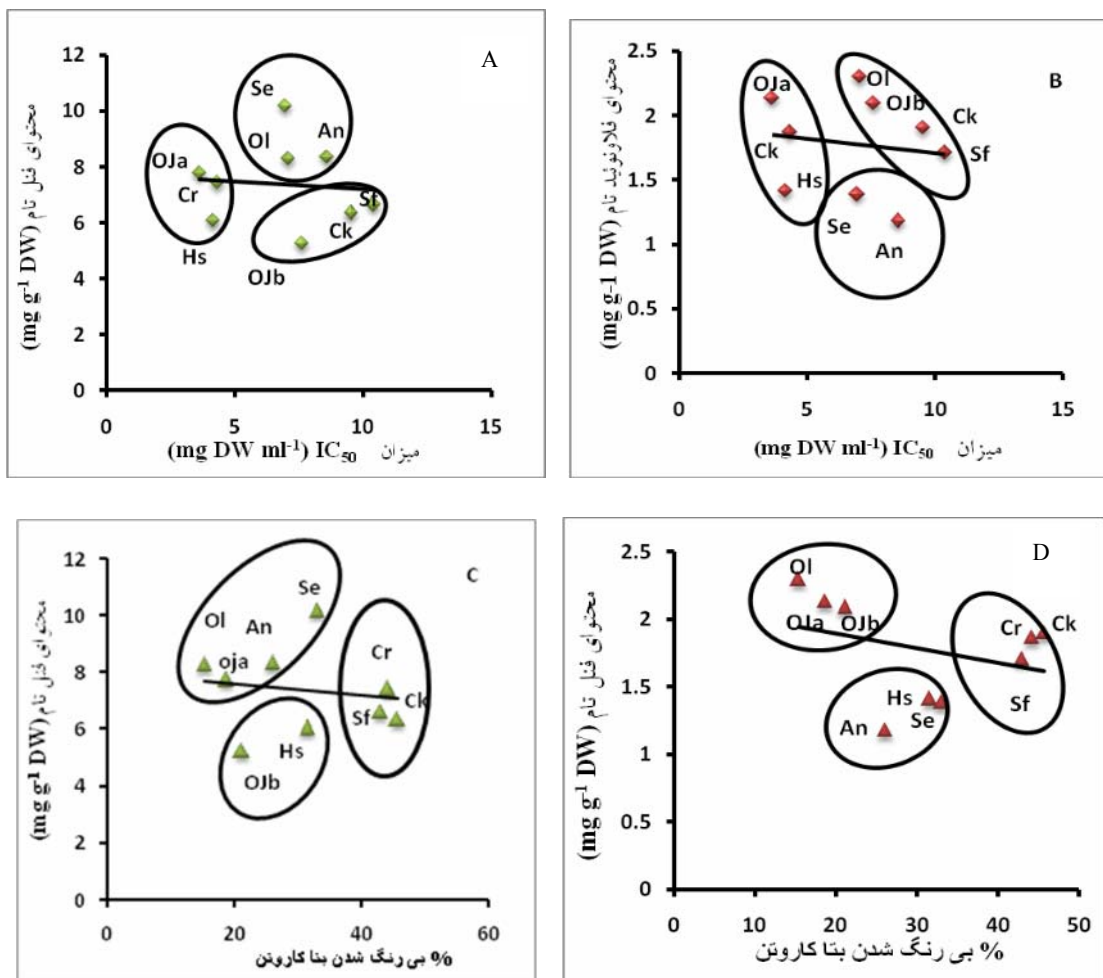 A
محتوای فنل تام (mg g⁻¹ DW)
12
10
8
6
4
2
0
Se
Ol
An
OJa
Cr
Hs
Sf
Ck
OJb
0 5 10 15
میزان IC₅₀ (mg DW ml⁻¹)
B
محتوای فلاونوئید تام (mg g-1 DW)
2.5
2
1.5
1
0.5
0
OJa
Ck
Hs
Ol
OJb
Ck
Sf
Se
An
0 5 10 15
میزان IC₅₀ (mg DW ml⁻¹)
C
محتوای فنل تام (mg g¹ DW)
12
10
8
6
4
2
0
Se
Ol
An
oja
Cr
Ck
Sf
Hs
OJb
0 20 40 60
% بی رنگ شدن بتا کاروتن
D
محتوای فنل تام (mg g⁻¹ DW)
2.5
2
1.5
1
0.5
0
Ol
OJa
OJb
Cr
Ck
Sf
Hs
Se
An
0 10 20 30 40 50
% بی رنگ شدن بتا کاروتن